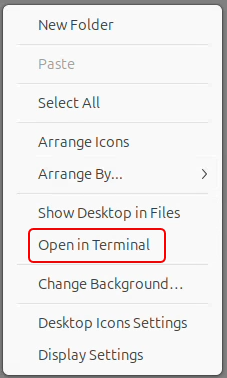 New Folder
Paste
Select All
Arrange Icons
Arrange By...
Show Desktop in Files
Open in Terminal
Change Background…
Desktop Icons Settings
Display Settings